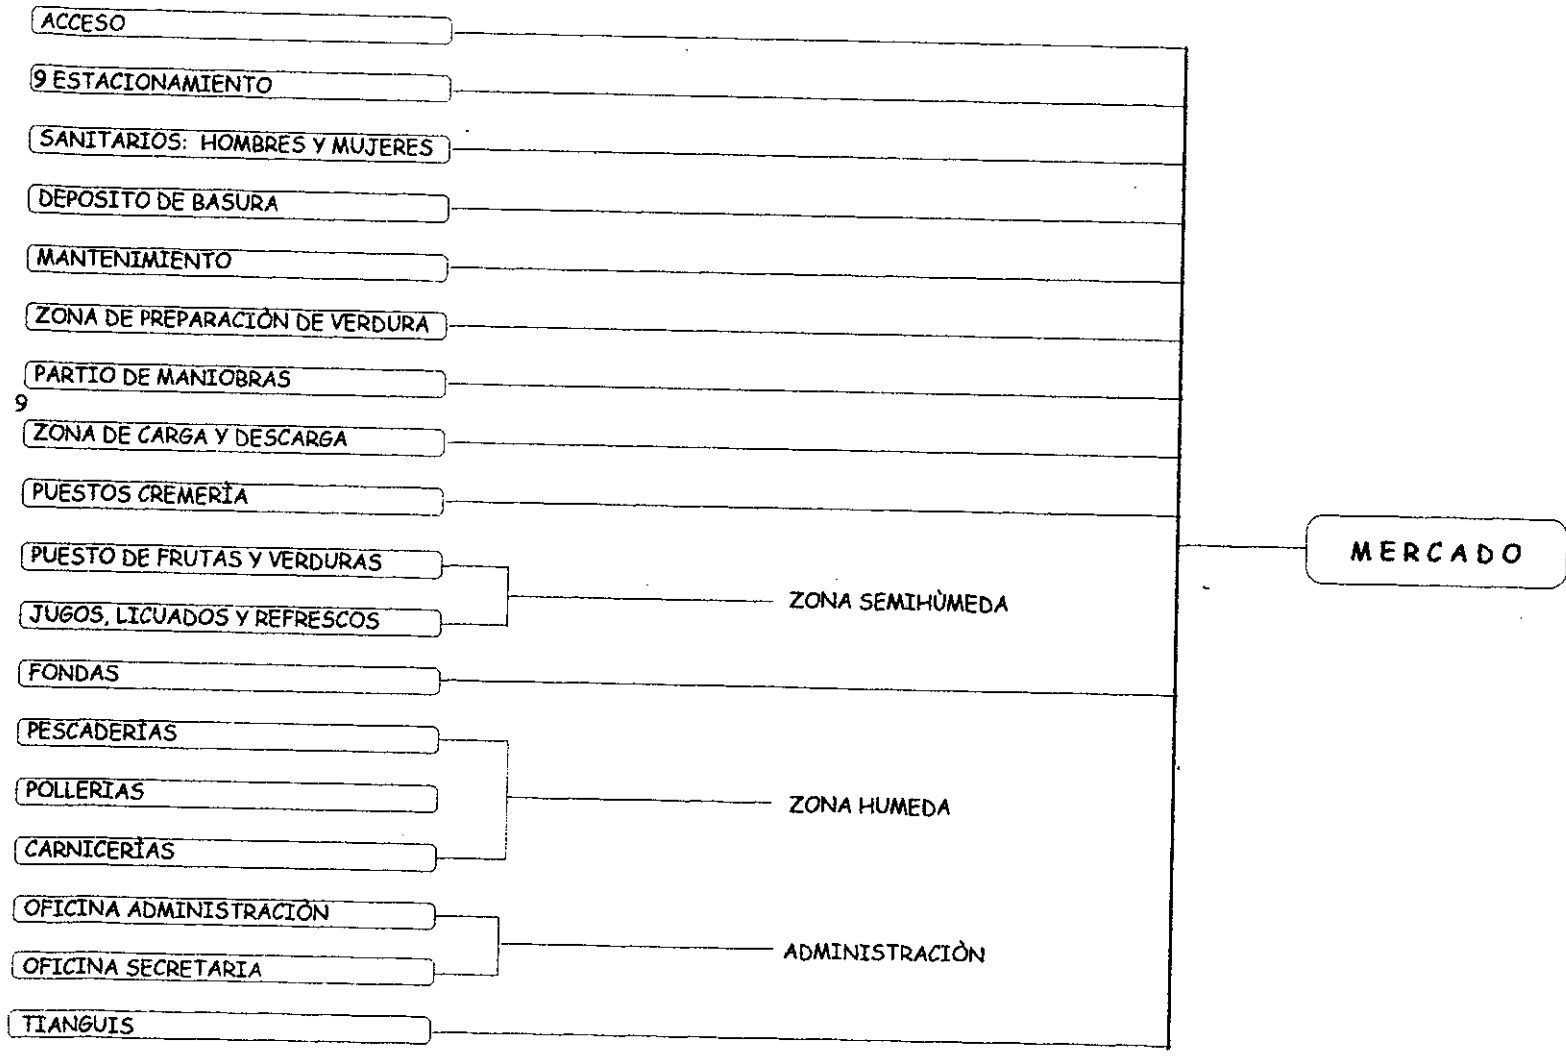 ACCESO
9 ESTACIONAMIENTO
SANITARIOS: HOMBRES Y MUJERES
DEPOSITO DE BASURA
MANTENIMIENTO
ZONA DE PREPARACIÒN DE VERDURA
PARTIO DE MANIOBRAS
9
ZONA DE CARGA Y DESCARGA
PUESTOS CREMERÌA
PUESTO DE FRUTAS Y VERDURAS
JUGOS, LICUADOS Y REFRESCOS
ZONA SEMIHÙMEDA
FONDAS
PESCADERÌAS
POLLERIAS
CARNICERÌAS
ZONA HUMEDA
OFICINA ADMINISTRACIÒN
OFICINA SECRETARIA
ADMINISTRACIÒN
TIANGUIS
MERCADO